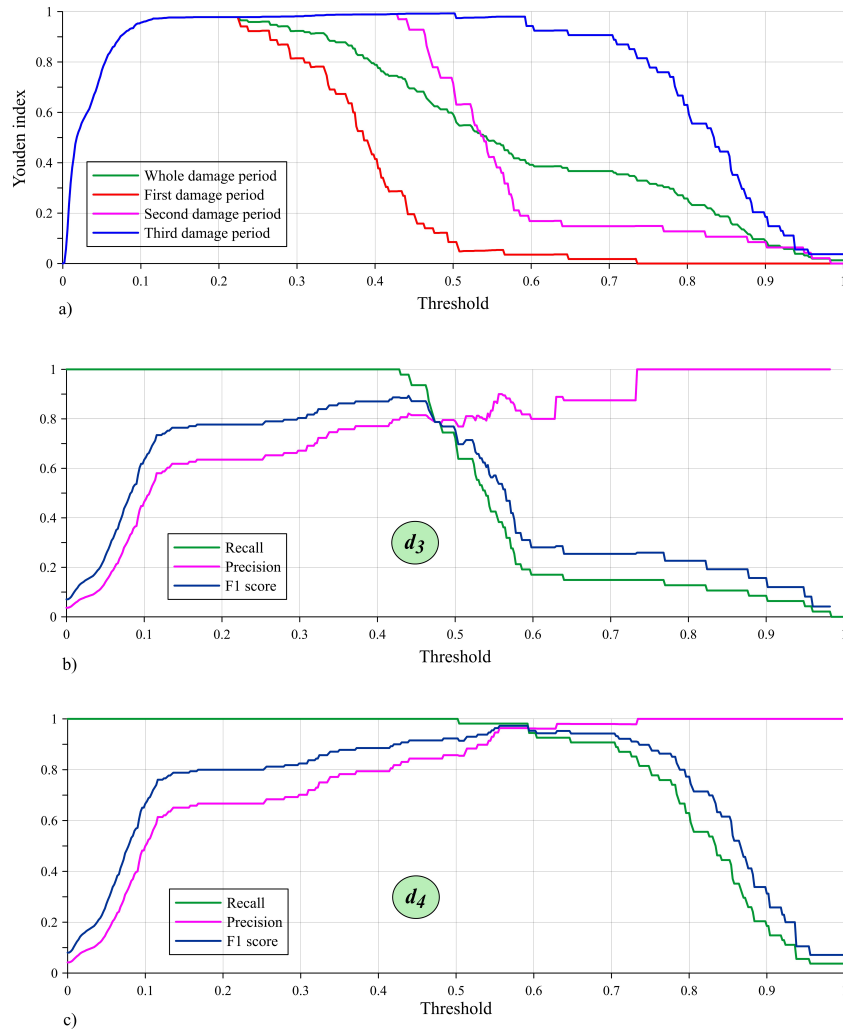 1
0.8
0.6
0.4
0.2
0
Youden index
Whole damage period
First damage period
Second damage period
Third damage period
0 0.1 0.2 0.3 0.4 0.5 0.6 0.7 0.8 0.9 1
Threshold
a)
1
0.8
0.6
0.4
0.2
0
Recall
Precision
F1 score
d3
0 0.1 0.2 0.3 0.4 0.5 0.6 0.7 0.8 0.9
Threshold
b)
1
0.8
0.6
0.4
0.2
0
Recall
Precision
F1 score
d4
0 0.1 0.2 0.3 0.4 0.5 0.6 0.7 0.8 0.9
Threshold
c)